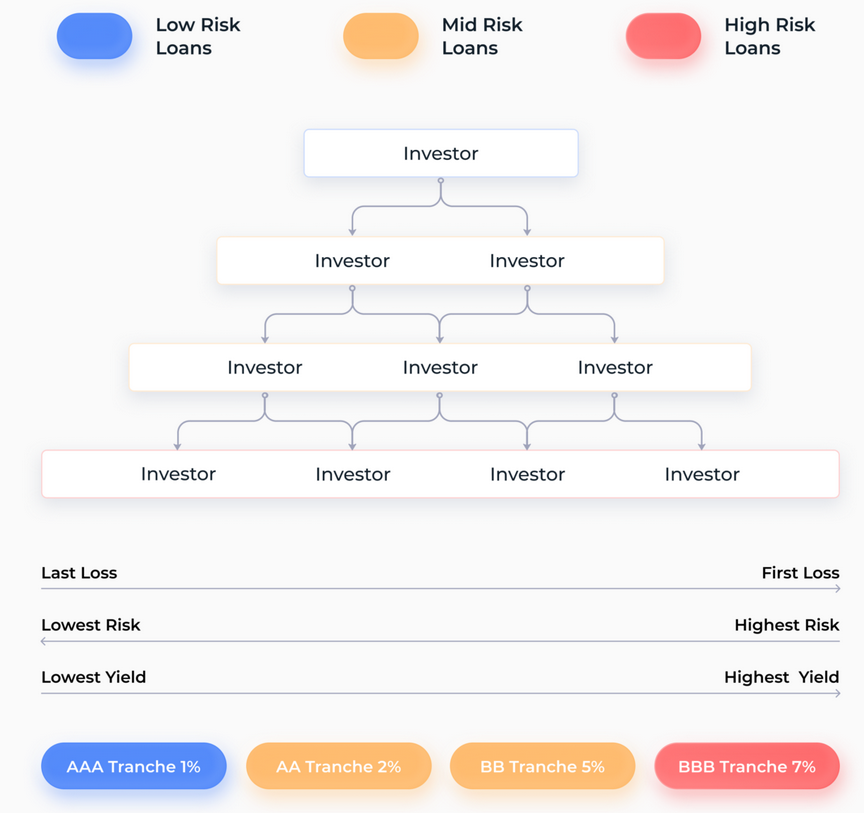 Low Risk
Loans
Mid Risk
Loans
High Risk
Loans
Investor
Investor Investor
Investor Investor Investor
Investor Investor Investor Investor
Last Loss First Loss
Lowest Risk Highest Risk
Lowest Yield Highest Yield
AAA Tranche 1% AA Tranche 2% BB Tranche 5% BBB Tranche 7%